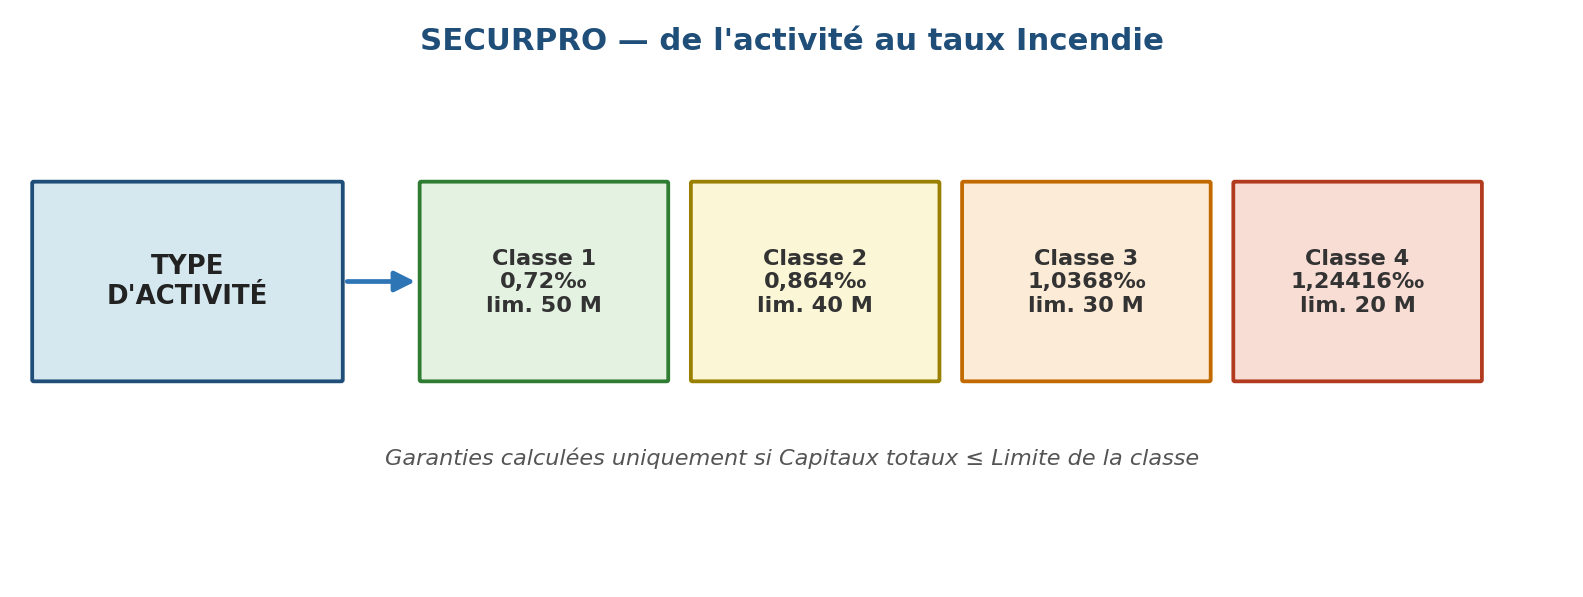 SECURPRO — de l'activité au taux Incendie
TYPE
D'ACTIVITÉ
Classe 1
0,72‰
lim. 50 M
Classe 2
0,864‰
lim. 40 M
Classe 3
1,0368‰
lim. 30 M
Classe 4
1,24416‰
lim. 20 M
Garanties calculées uniquement si Capitaux totaux ≤ Limite de la classe